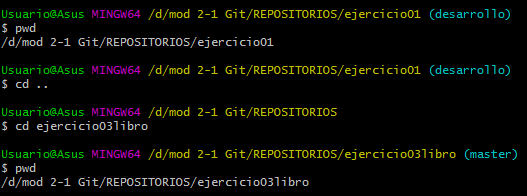 Usuario@Asus MINGW64 /d/mod 2-1 Git/REPOSITORIOS/ejercicio01 (desarrollo)
$ pwd
/d/mod 2-1 Git/REPOSITORIOS/ejercicio01
Usuario@Asus MINGW64 /d/mod 2-1 Git/REPOSITORIOS/ejercicio01 (desarrollo)
$ cd ..
Usuario@Asus MINGW64 /d/mod 2-1 Git/REPOSITORIOS
$ cd ejercicio03libro
Usuario@Asus MINGW64 /d/mod 2-1 Git/REPOSITORIOS/ejercicio03libro (master)
$ pwd
/d/mod 2-1 Git/REPOSITORIOS/ejercicio03libro